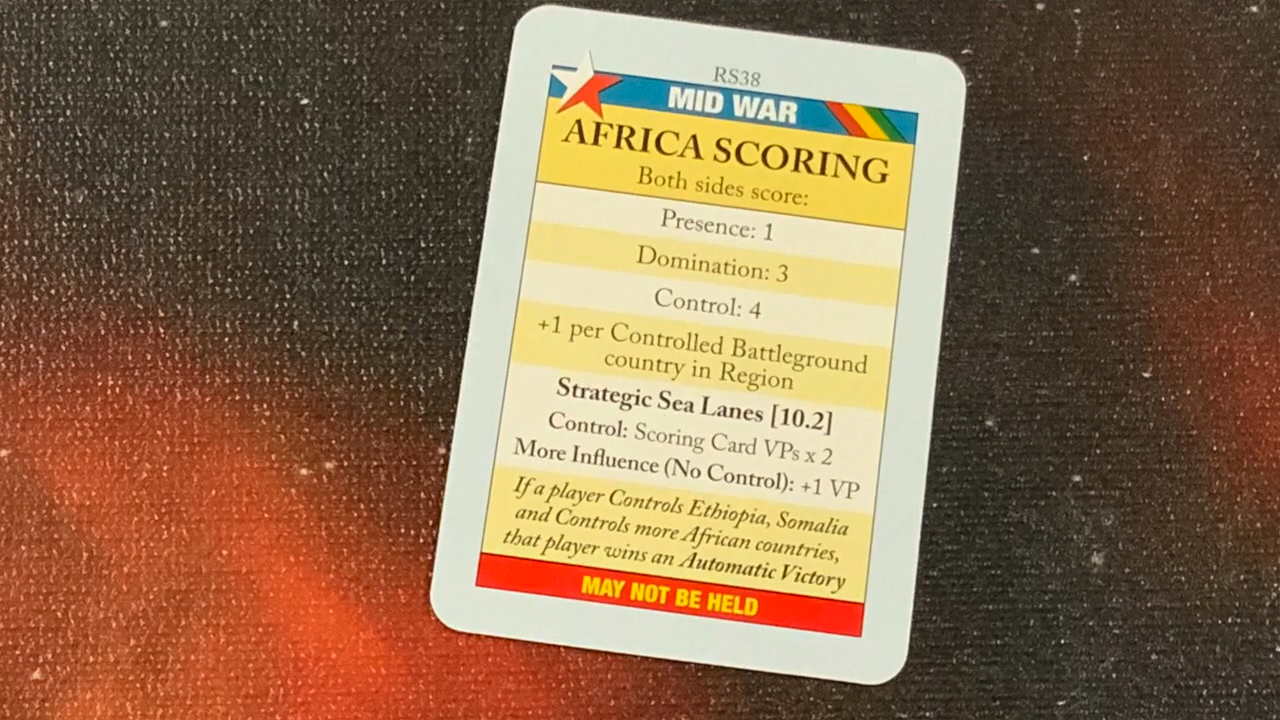 RS38
MID WAR
AFRICA SCORING
Both sides score:
Presence: 1
Domination: 3
Control: 4
+1 per Controlled Battleground
country in Region
Strategic Sea Lanes [10.2]
Control: Scoring Card VPs x 2
More Influence (No Control): +1 VP
If a player Controls Ethiopia, Somalia
and Controls more African countries,
that player wins an Automatic Victory
MAY NOT BE HELD